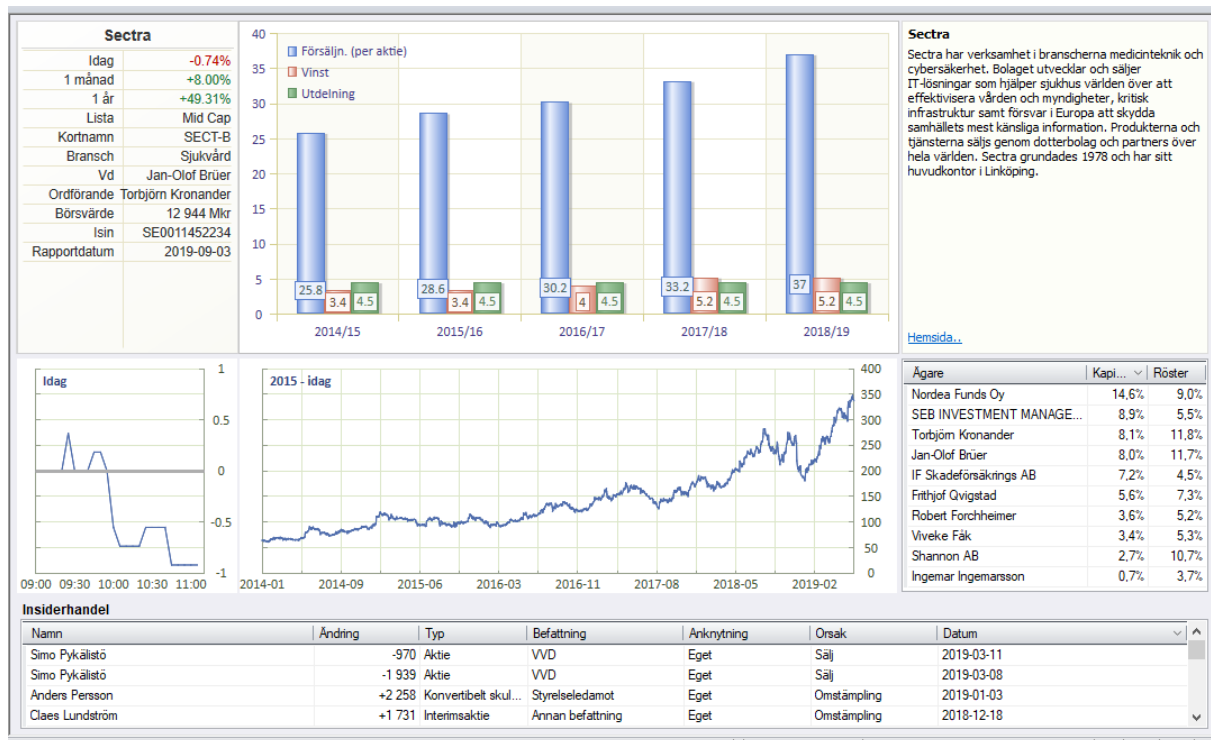 Sectra
Idag -0.74%
1 månad +8.00%
1 år +49.31%
Lista Mid Cap
Kortnamn SECT-B
Bransch Sjukvård
Vd Jan-Olof Brüer
Ordförande Torbjörn Kronander
Börsvärde 12 944 Mkr
Isin SE0011452234
Rapportdatum 2019-09-03
Försäljn. (per aktie)
Vinst
Utdelning
40
35
30
25
20
15
10
5
0
25.8 3.4 4.5 28.6 3.4 4.5 30.2 4 4.5 33.2 5.2 4.5 37 5.2 4.5
2014/15 2015/16 2016/17 2017/18 2018/19
Sectra
Sectra har verksamhet i branscherna medicinteknik och
cybersäkerhet. Bolaget utvecklar och säljer
IT-lösningar som hjälper sjukhus världen över att
effektivisera vården och myndigheter, kritisk
infrastruktur samt försvar i Europa att skydda
samhällets mest känsliga information. Produkterna och
tjänsterna säljs genom dotterbolag och partners över
hela världen. Sectra grundades 1978 och har sitt
huvudkontor i Linköping.
Hemsida..
Idag
1
0.5
0
-0.5
-1
09:00 09:30 10:00 10:30 11:00
2015 - idag
400
350
300
250
200
150
100
50
0
2014-01 2014-09 2015-06 2016-03 2016-11 2017-08 2018-05 2019-02
Ägare Kapi... Röster
Nordea Funds Oy 14,6% 9,0%
SEB INVESTMENT MANAGE... 8,9% 5,5%
Torbjörn Kronander 8,1% 11,8%
Jan-Olof Brüer 8,0% 11,7%
IF Skadeförsäkrings AB 7,2% 4,5%
Frithjof Qvigstad 5,6% 7,3%
Robert Forchheimer 3,6% 5,2%
Viveke Fåk 3,4% 5,3%
Shannon AB 2,7% 10,7%
Ingemar Ingemarsson 0,7% 3,7%
Insiderhandel
Namn Ändring Typ Befattning Anknytning Orsak Datum
Simo Pykälistö -970 Aktie VVD Eget Sälj 2019-03-11
Simo Pykälistö -1 939 Aktie VVD Eget Sälj 2019-03-08
Anders Persson +2 258 Konvertibelt skul... Styrelseledamot Eget Omstämpling 2019-01-03
Claes Lundström +1 731 Interimsaktie Annan befattning Eget Omstämpling 2018-12-18